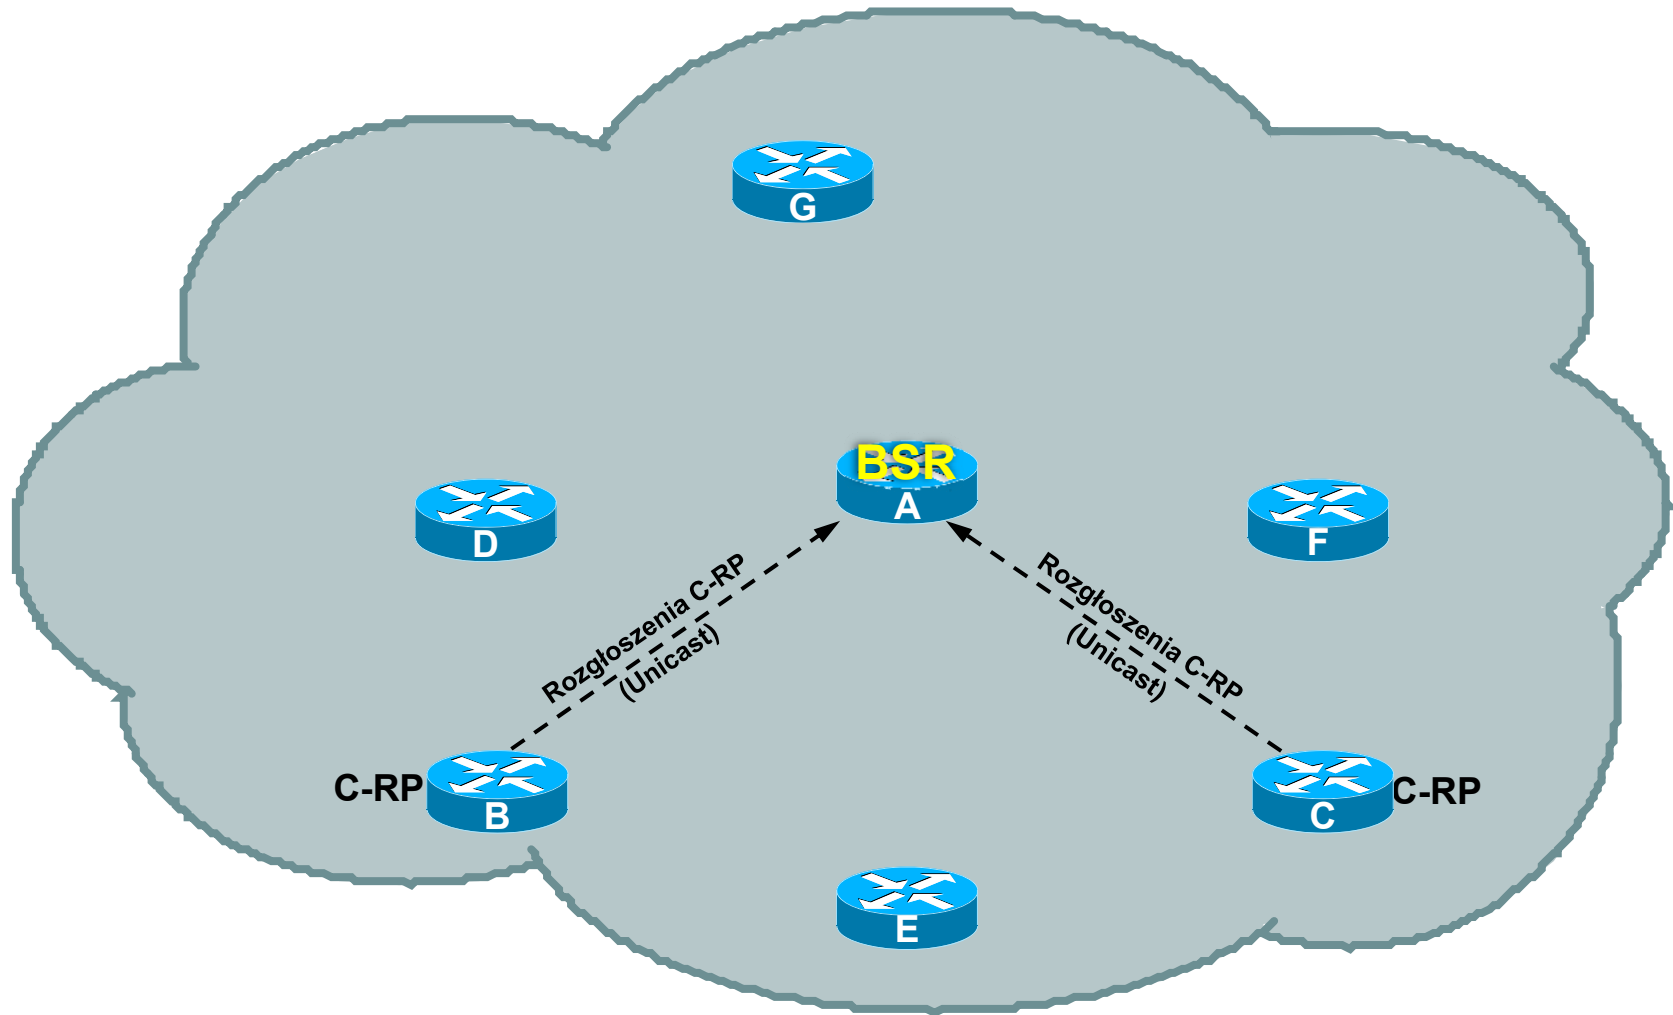 G
BSR
A
D
F
Rozgłoszenia C-RP
(Unicast)
Rozgłoszenia C-RP
(Unicast)
C-RP
B
C
C-RP
E